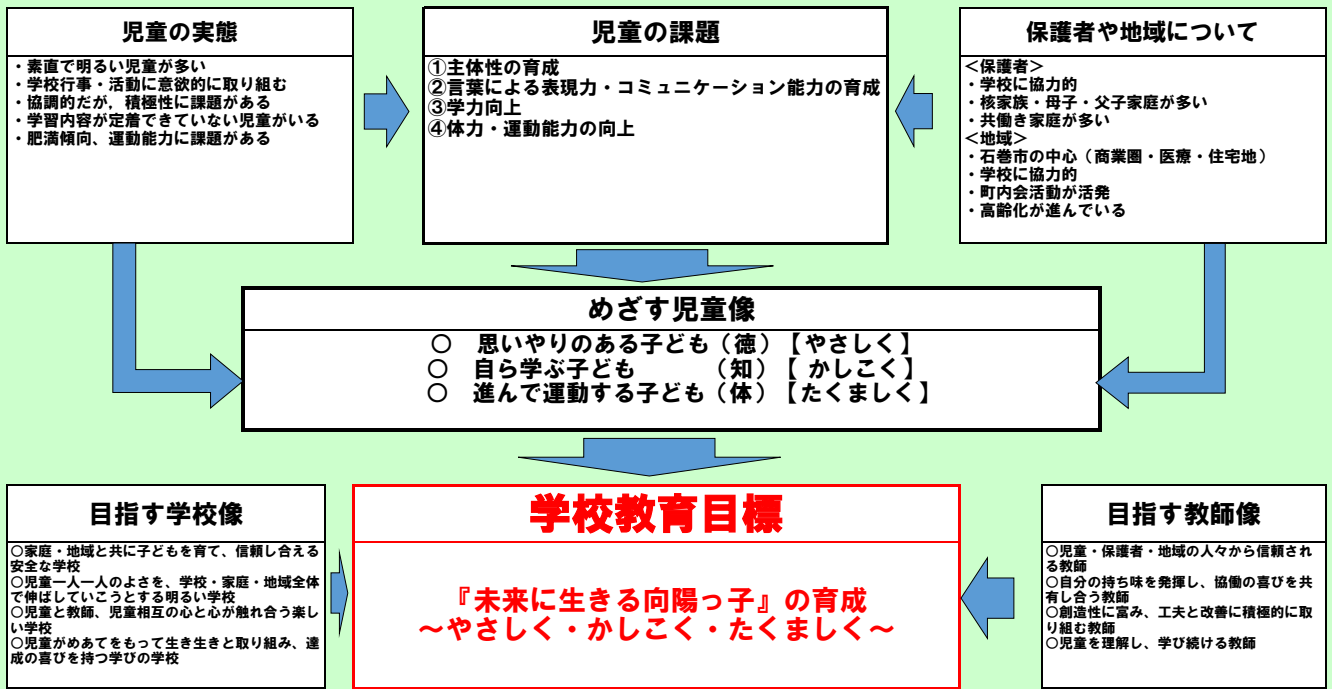 児童の実態
・素直で明るい児童が多い
・学校行事・活動に意欲的に取り組む
・協調的だが，積極性に課題がある
・学習内容が定着できていない児童がいる
・肥満傾向、運動能力に課題がある
児童の課題
①主体性の育成
②言葉による表現力・コミュニケーション能力の育成
③学力向上
④体力・運動能力の向上
保護者や地域について
＜保護者＞
・学校に協力的
・核家族・母子・父子家庭が多い
・共働き家庭が多い
＜地域＞
・石巻市の中心（商業圏・医療・住宅地）
・学校に協力的
・町内会活動が活発
・高齢化が進んでいる
めざす児童像
○　思いやりのある子ども（徳）【やさしく】
○　自ら学ぶ子ども　　　（知）【 かしこく】
○　進んで運動する子ども（体）【たくましく】
目指す学校像
○家庭・地域と共に子どもを育て、信頼し合える
安全な学校
○児童一人一人のよさを、学校・家庭・地域全体
で伸ばしていこうとする明るい学校
○児童と教師、児童相互の心と心が触れ合う楽し
い学校
○児童がめあてをもって生き生きと取り組み、達
成の喜びを持つ学びの学校
学校教育目標
『未来に生きる向陽っ子』の育成
～やさしく・かしこく・たくましく～
目指す教師像
○児童・保護者・地域の人々から信頼され
る教師
○自分の持ち味を発揮し、協働の喜びを共
有し合う教師
○創造性に富み、工夫と改善に積極的に取
り組む教師
○児童を理解し、学び続ける教師